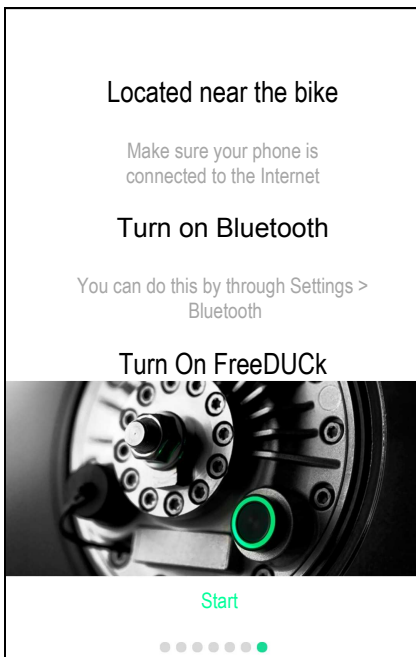 Located near the bike
Make sure your phone is
connected to the Internet
Turn on Bluetooth
You can do this by through Settings >
Bluetooth
Turn On FreeDUCk
Start